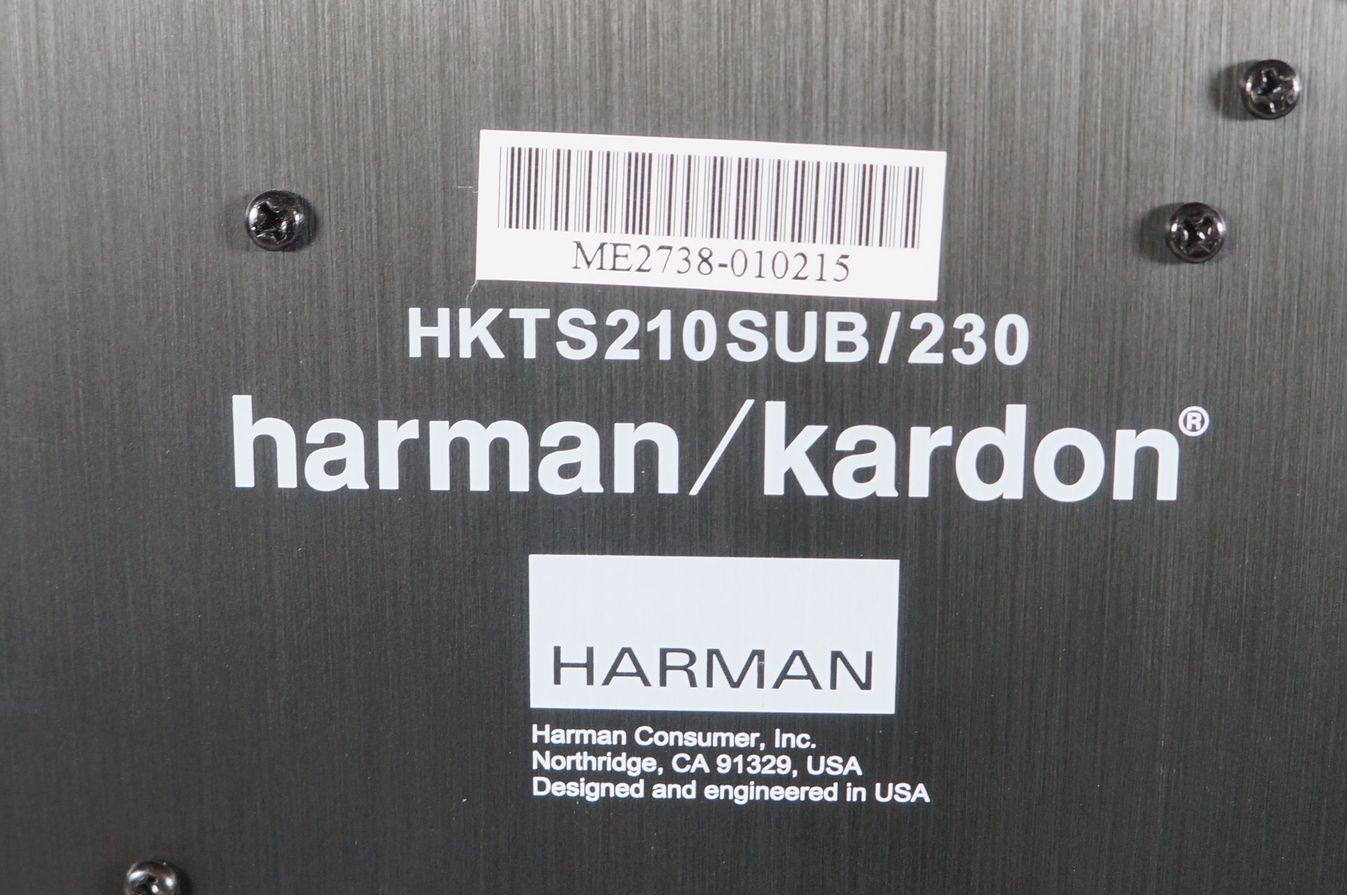 ME2738-010215
HKTS210SUB/230
harman/kardon®
HARMAN
Harman Consumer, Inc.
Northridge, CA 91329, USA
Designed and engineered in USA